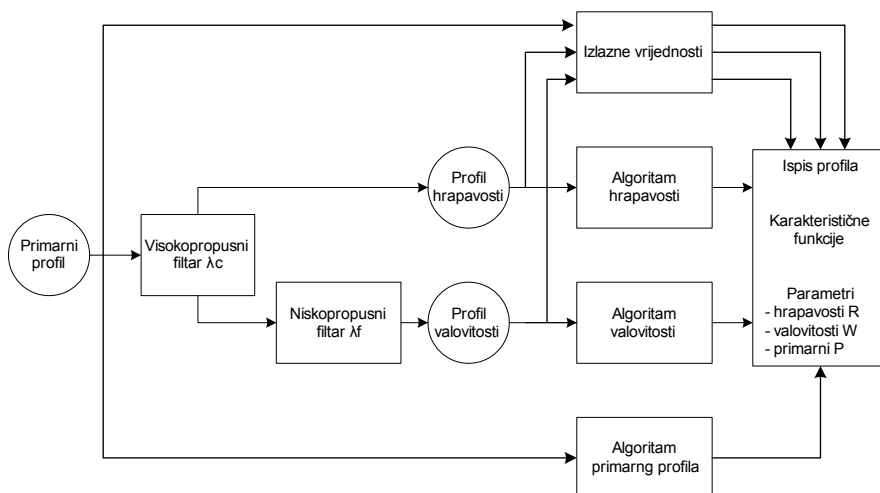 Izlazne vrijednosti
Profil
hrapavosti
Algoritam
hrapavosti
Ispis profila
Karakteristične
funkcije
Parametri
- hrapavosti R
- valovitosti W
- primarni P
Primarni
profil
Visokopropusni
filtar λc
Niskopropusni
filtar λf
Profil
valovitosti
Algoritam
valovitosti
Algoritam
primarng profila